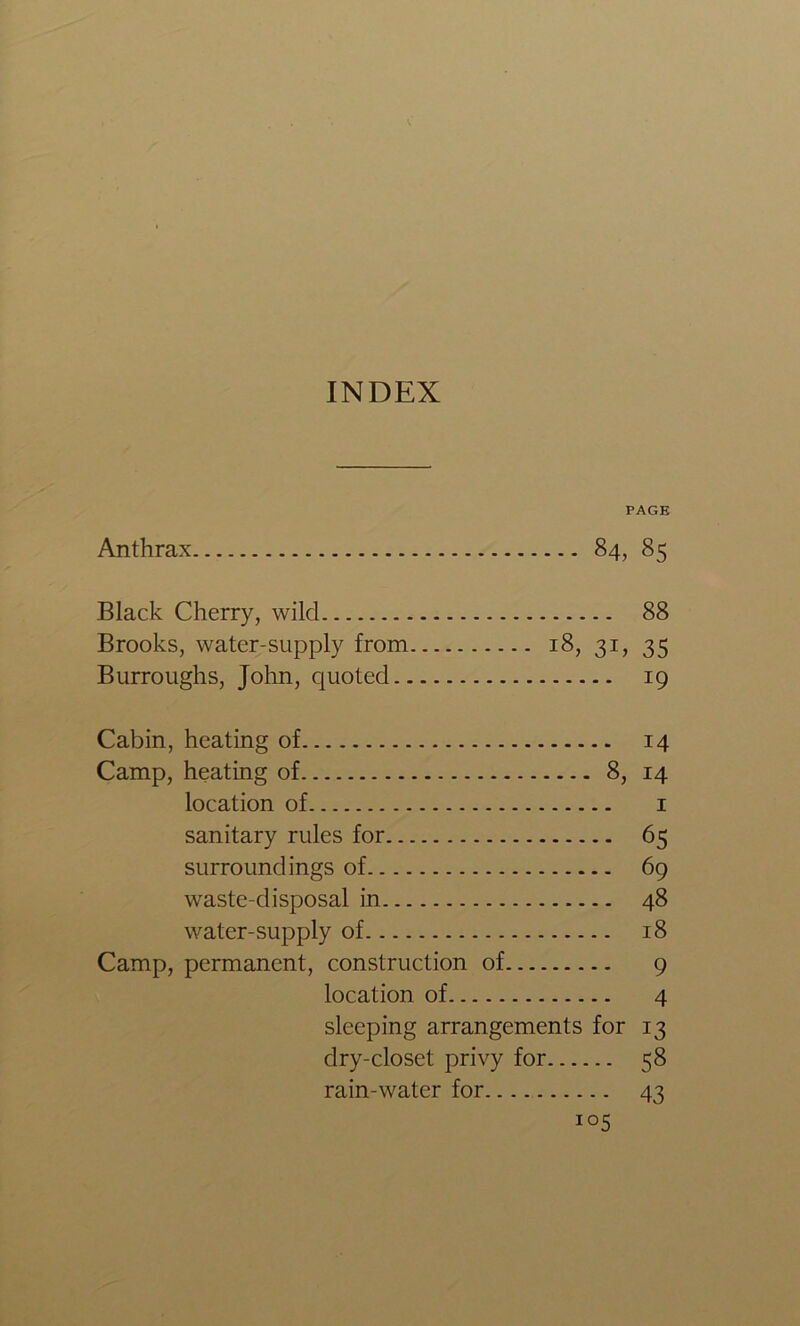 INDEX
PAGE
Anthrax........................................ 84, 85
Black Cherry, wild.............................. 88
Brooks, water-supply from........... 18, 31, 35
Burroughs, John, quoted..................... 19
Cabin, heating of................................ 14
Camp, heating of............................. 8, 14
location of............................... 1
sanitary rules for...................... 65
surroundings of........................ 69
waste-disposal in....................... 48
water-supply of......................... 18
Camp, permanent, construction of.......... 9
location of............... 4
sleeping arrangements for 13
dry-closet privy for....... 58
rain-water for............ 43
105